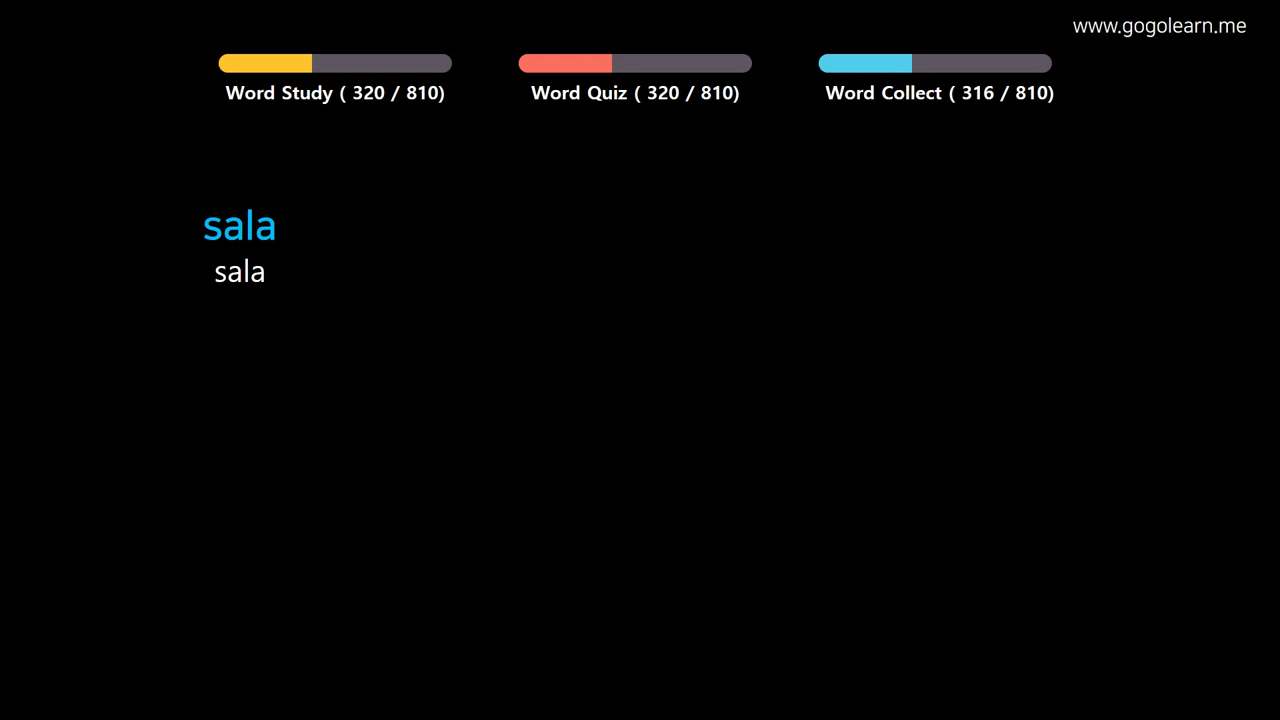 www.gogolearn.me
Word Study ( 320 / 810)
Word Quiz ( 320 / 810)
Word Collect ( 316 / 810)
sala
sala